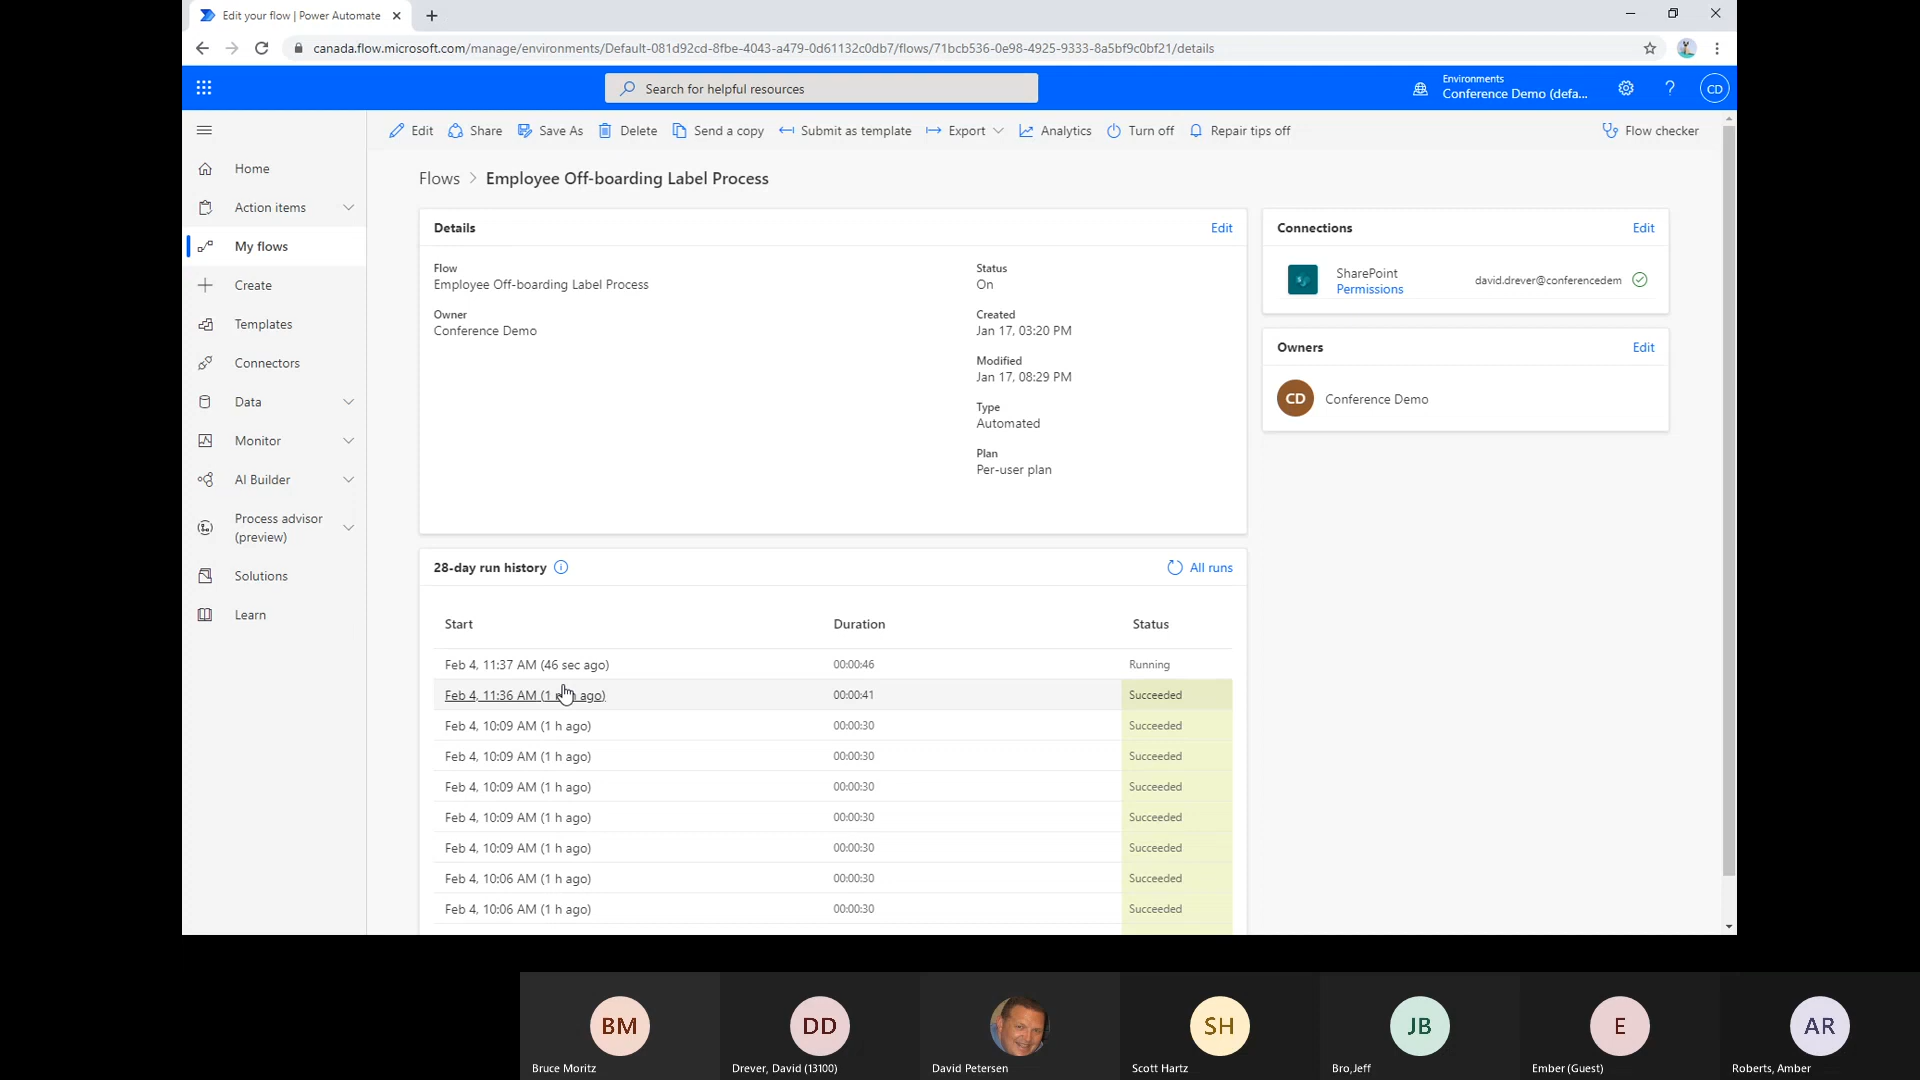 Edit your flow | Power Automate
canada.flow.microsoft.com/manage/environments/Default-081d92cd-8fbe-4043-a479-0d61132c0db7/flows/71bcb536-0e98-4925-9333-8a5bf9c0bf21/details
Search for helpful resources
Environments
Conference Demo (defa...
?
CD
Edit
Share
Save As
Delete
Send a copy
Submit as template
Export
Analytics
Turn off
Repair tips off
Flow checker
Home
Action items
My flows
Create
Templates
Connectors
Data
Monitor
AI Builder
Process advisor
(preview)
Solutions
Learn
Flows > Employee Off-boarding Label Process
Details
Edit
Flow
Employee Off-boarding Label Process
Owner
Conference Demo
Status
On
Created
Jan 17, 03:20 PM
Modified
Jan 17, 08:29 PM
Type
Automated
Plan
Per-user plan
Connections
Edit
SharePoint
Permissions
david.drever@conferencedem
Owners
Edit
CD
Conference Demo
28-day run history
All runs
Start Duration Status
Feb 4, 11:37 AM (46 sec ago) 00:00:46 Running
Feb 4, 11:36 AM (1 ago) 00:00:41 Succeeded
Feb 4, 10:09 AM (1 h ago) 00:00:30 Succeeded
Feb 4, 10:09 AM (1 h ago) 00:00:30 Succeeded
Feb 4, 10:09 AM (1 h ago) 00:00:30 Succeeded
Feb 4, 10:09 AM (1 h ago) 00:00:30 Succeeded
Feb 4, 10:09 AM (1 h ago) 00:00:30 Succeeded
Feb 4, 10:06 AM (1 h ago) 00:00:30 Succeeded
Feb 4, 10:06 AM (1 h ago) 00:00:30 Succeeded
BM
DD
SH
JB
E
AR
Bruce Moritz
Drever, David (13100)
David Petersen
Scott Hartz
Bro,Jeff
Ember (Guest)
Roberts, Amber